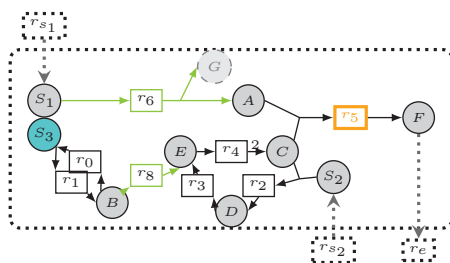 r_{s_1}
G
S_1 r_6 A r_5 F
S_3
r_0 E r_4 2 C
r_1 r_8 r_3 r_2 S_2
B D
r_{s_2} r_e